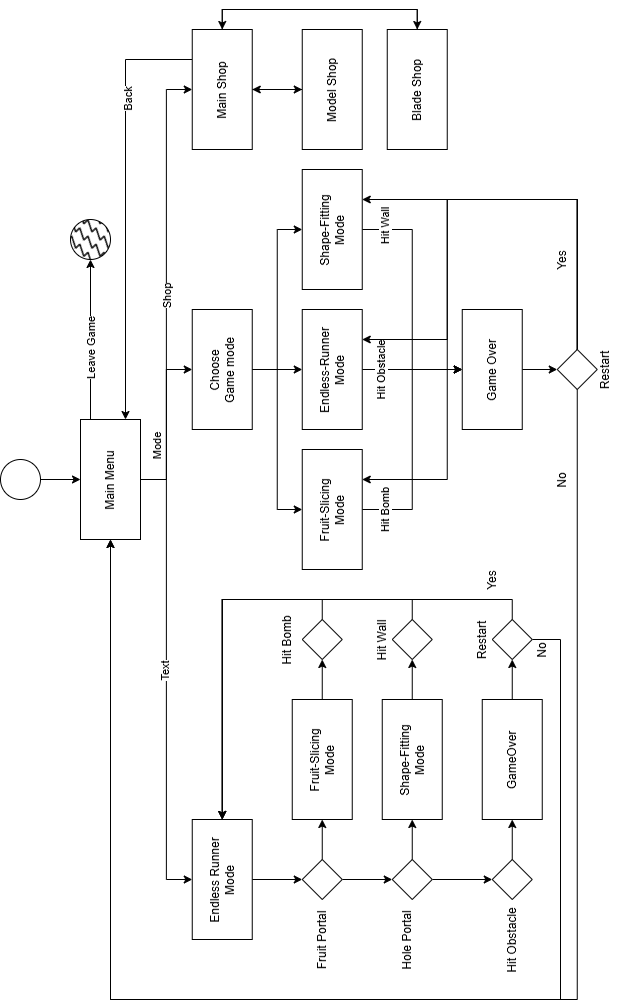 Main Shop
Model Shop
Blade Shop
Back
Leave Game
Shop
Shape-Fitting
Mode
Hit Wall
Choose
Game mode
Endless-Runner
Mode
Hit Obstacle
Game Over
Yes
Restart
Main Menu
Mode
Fruit-Slicing
Mode
Hit Bomb
No
Text
Hit Bomb
Hit Wall
Restart
Yes
No
Fruit-Slicing
Mode
Shape-Fitting
Mode
GameOver
Endless Runner
Mode
Fruit Portal
Hole Portal
Hit Obstacle